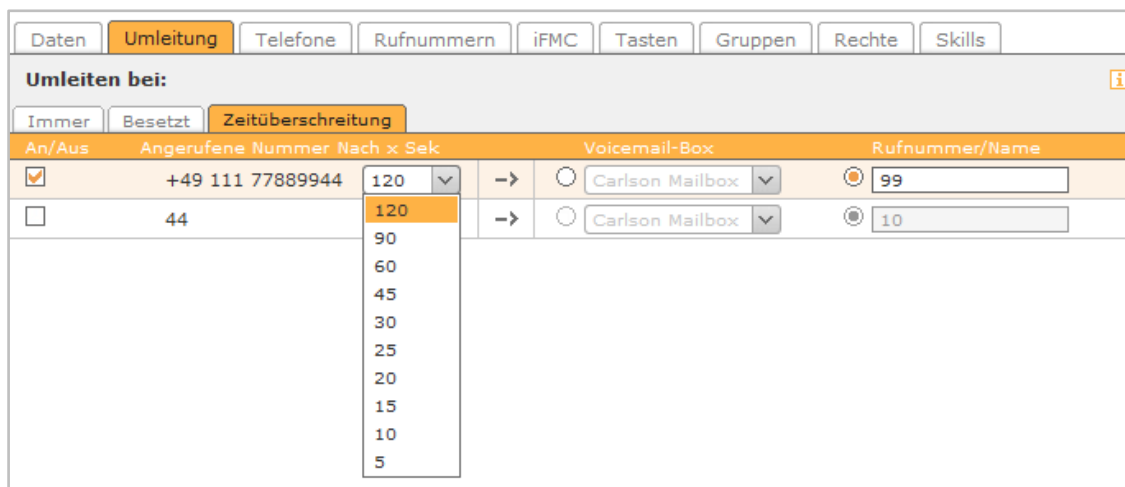 Daten Umleitung Telefone Rufnummern iFMC Tasten Gruppen Rechte Skills
Umleiten bei:
Immer Besetzt Zeitüberschreitung
An/Aus Angerufene Nummer Nach x Sek Voicemail-Box Rufnummer/Name
+49 111 77889944 120 –> Carlson Mailbox 99
44 –> Carlson Mailbox 10
120
90
60
45
30
25
20
15
10
5